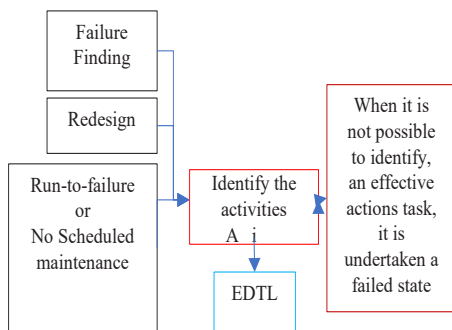 Failure
Finding
Redesign
Run-to-failure
or
No Scheduled
maintenance
Identify the
activities
A i
EDTL
When it is
not possible
to identify,
an effective
actions task,
it is
undertaken a
failed state